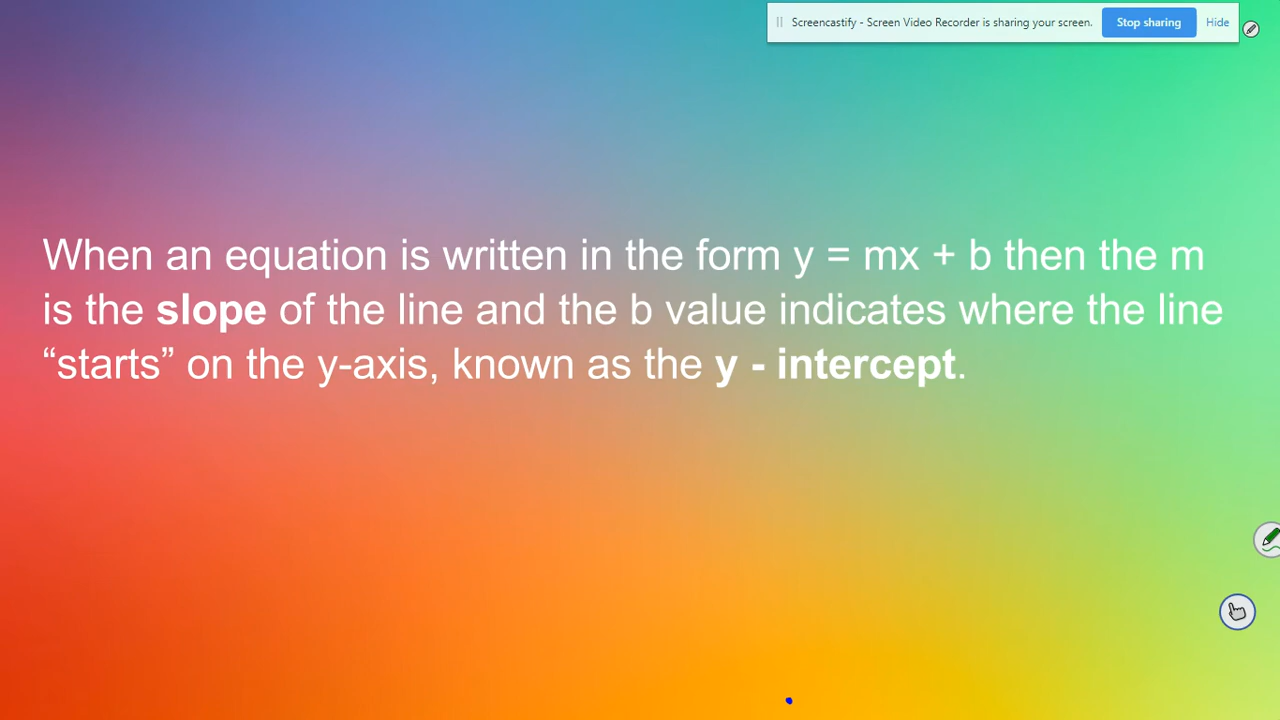 Screencastify - Screen Video Recorder is sharing your screen. Stop sharing Hide
When an equation is written in the form y = mx + b then the m
is the slope of the line and the b value indicates where the line
“starts” on the y-axis, known as the y - intercept.